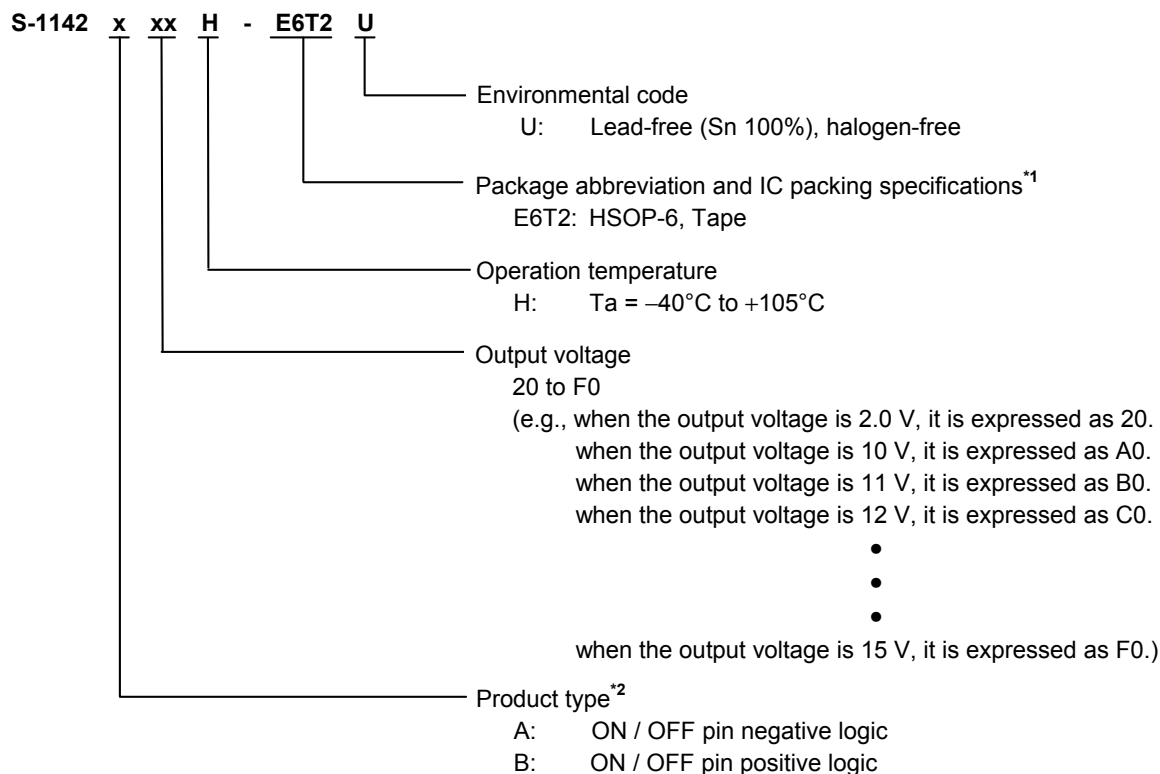 S-1142 x xx H - E6T2 U
Environmental code
U: Lead-free (Sn 100%), halogen-free
Package abbreviation and IC packing specifications*1
E6T2: HSOP-6, Tape
Operation temperature
H: Ta = −40°C to +105°C
Output voltage
20 to F0
(e.g., when the output voltage is 2.0 V, it is expressed as 20.
when the output voltage is 10 V, it is expressed as A0.
when the output voltage is 11 V, it is expressed as B0.
when the output voltage is 12 V, it is expressed as C0.
•
•
•
when the output voltage is 15 V, it is expressed as F0.)
Product type*2
A: ON / OFF pin negative logic
B: ON / OFF pin positive logic